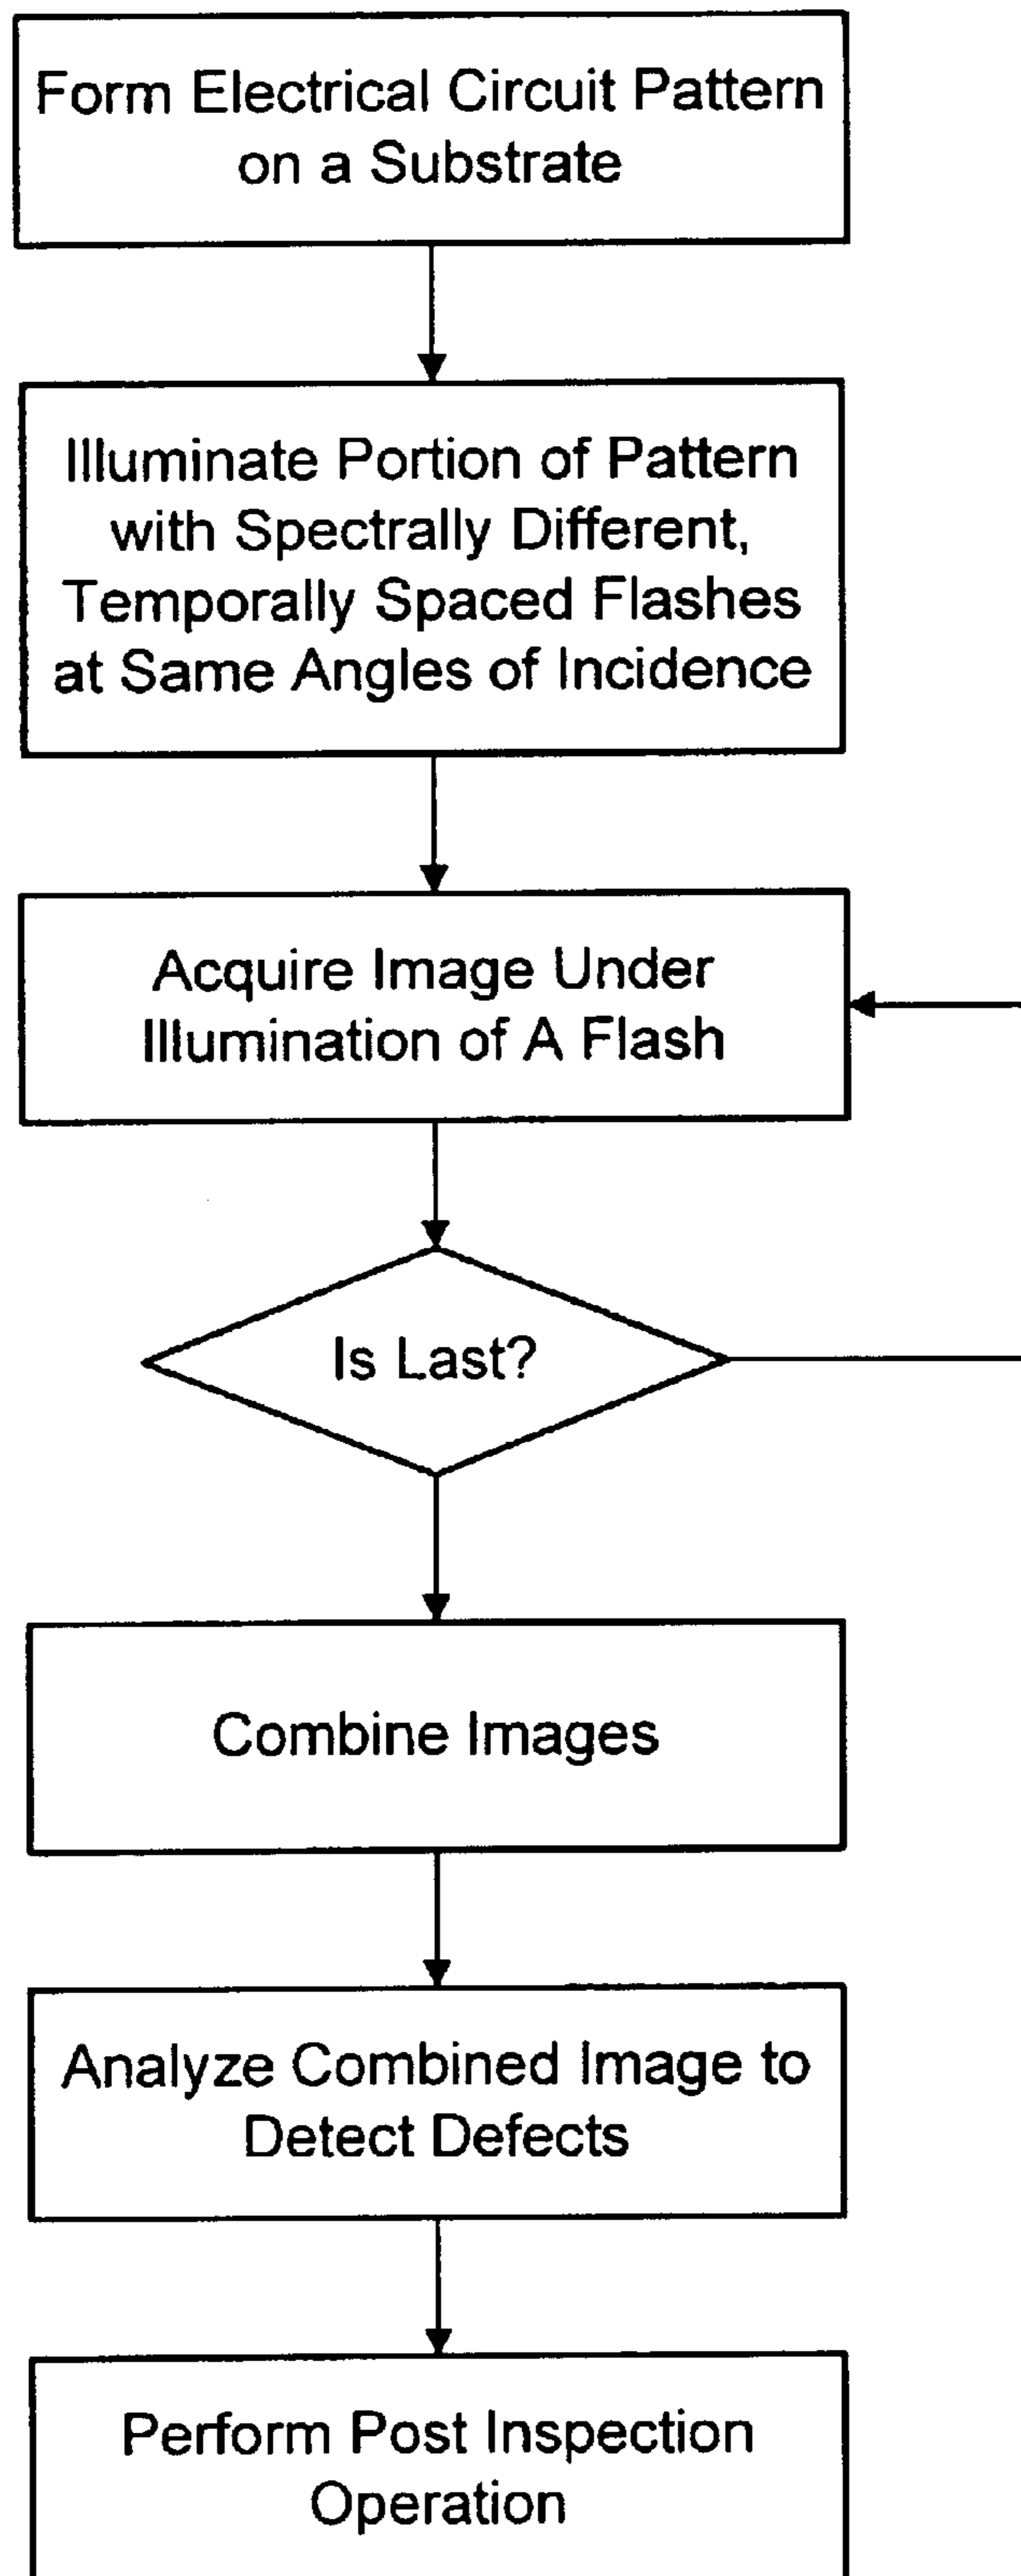 Form Electrical Circuit Pattern
on a Substrate
Illuminate Portion of Pattern
with Spectrally Different,
Temporally Spaced Flashes
at Same Angles of Incidence
Acquire Image Under
Illumination of A Flash
Is Last?
Combine Images
Analyze Combined Image to
Detect Defects
Perform Post Inspection
Operation